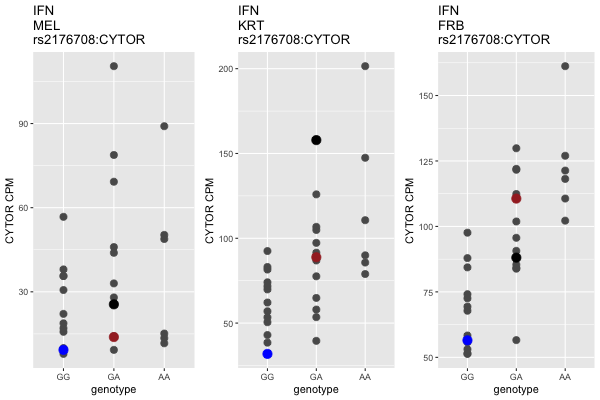 IFN
MEL
rs2176708:CYTOR
CYTOR CPM
90
60
30
GG GA AA
genotype
IFN
KRT
rs2176708:CYTOR
CYTOR CPM
200
150
100
50
GG GA AA
genotype
IFN
FRB
rs2176708:CYTOR
CYTOR CPM
150
125
100
75
50
GG GA AA
genotype